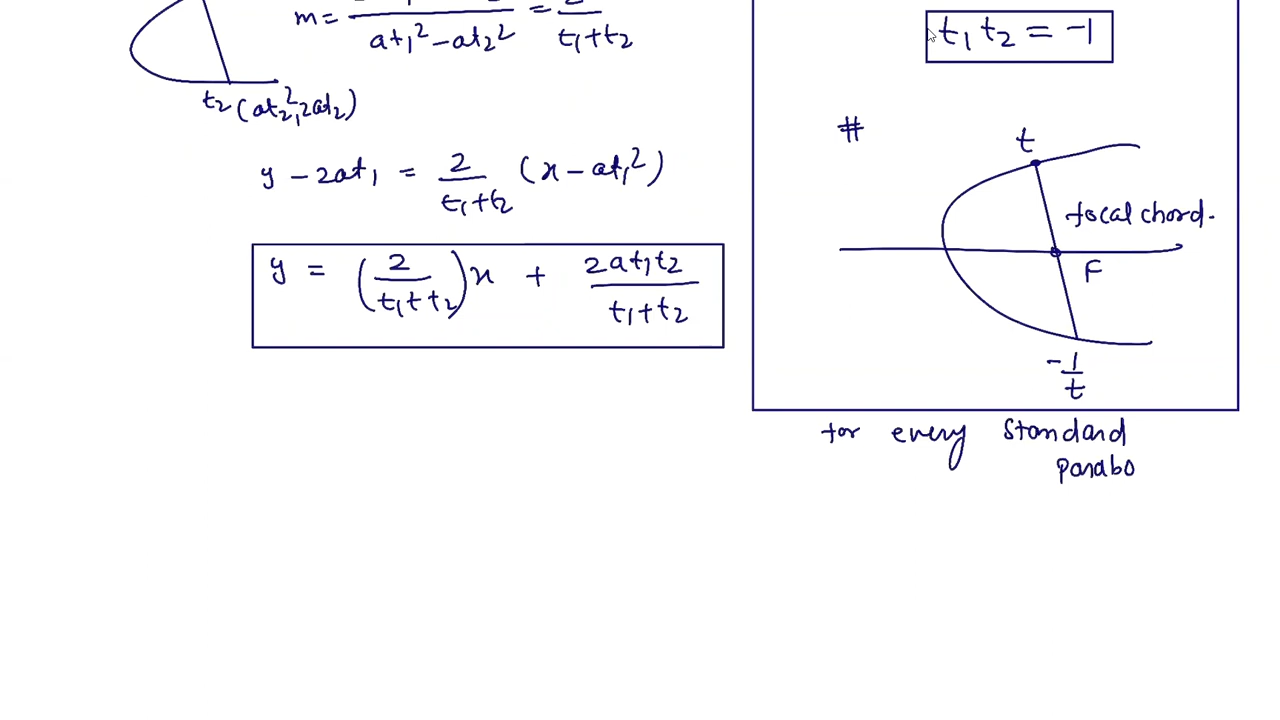 m = ———— = 2/(t₁+t₂)
at₁² - at₂²
t₂ (at₂², 2at₂)
y - 2at₁ = 2/(t₁+t₂) (x - at₁²)
y = (2/(t₁+t₂))x + 2at₁t₂/(t₁+t₂)
t₁ t₂ = -1
#
t
focal chord.
F
-1/t
for every standard
parabo